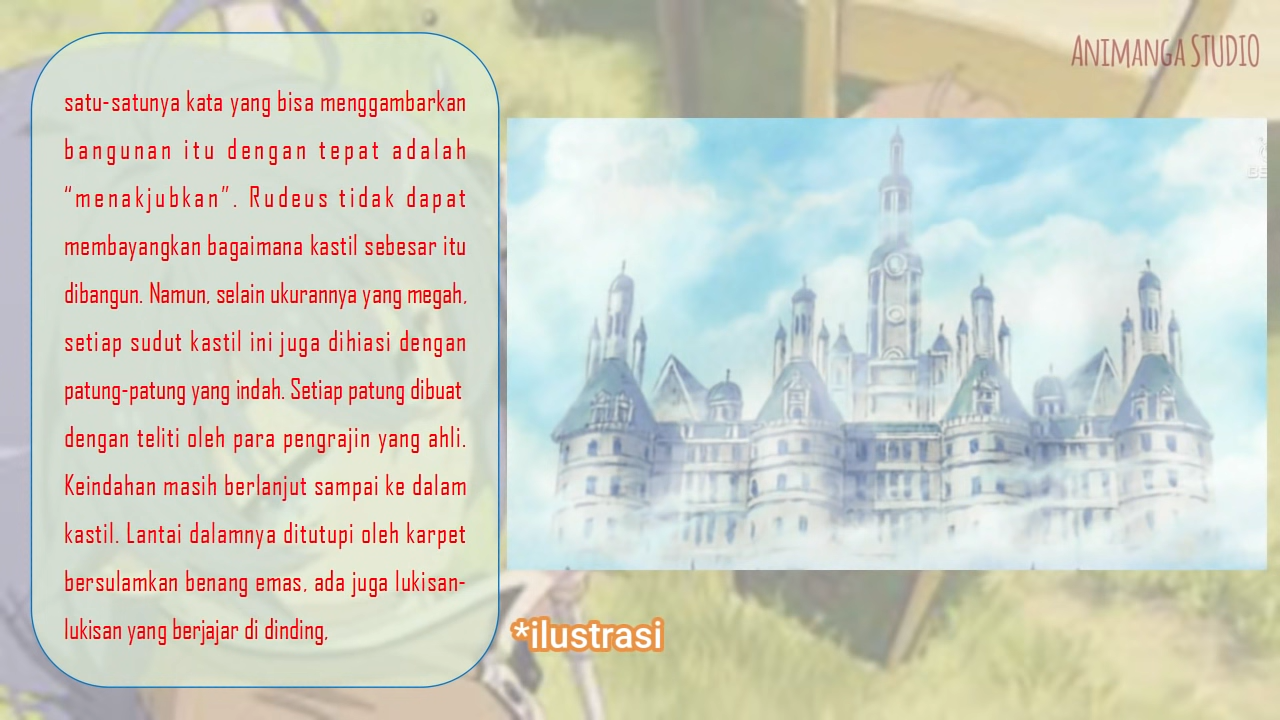 ANIMANGA STUDIO
satu-satunya kata yang bisa menggambarkan
bangunan itu dengan tepat adalah
“menakjubkan”. Rudeus tidak dapat
membayangkan bagaimana kastil sebesar itu
dibangun. Namun, selain ukurannya yang megah,
setiap sudut kastil ini juga dihiasi dengan
patung-patung yang indah. Setiap patung dibuat
dengan teliti oleh para pengrajin yang ahli.
Keindahan masih berlanjut sampai ke dalam
kastil. Lantai dalamnya ditutupi oleh karpet
bersulamkan benang emas, ada juga lukisan-
lukisan yang berjajar di dinding,
*ilustrasi